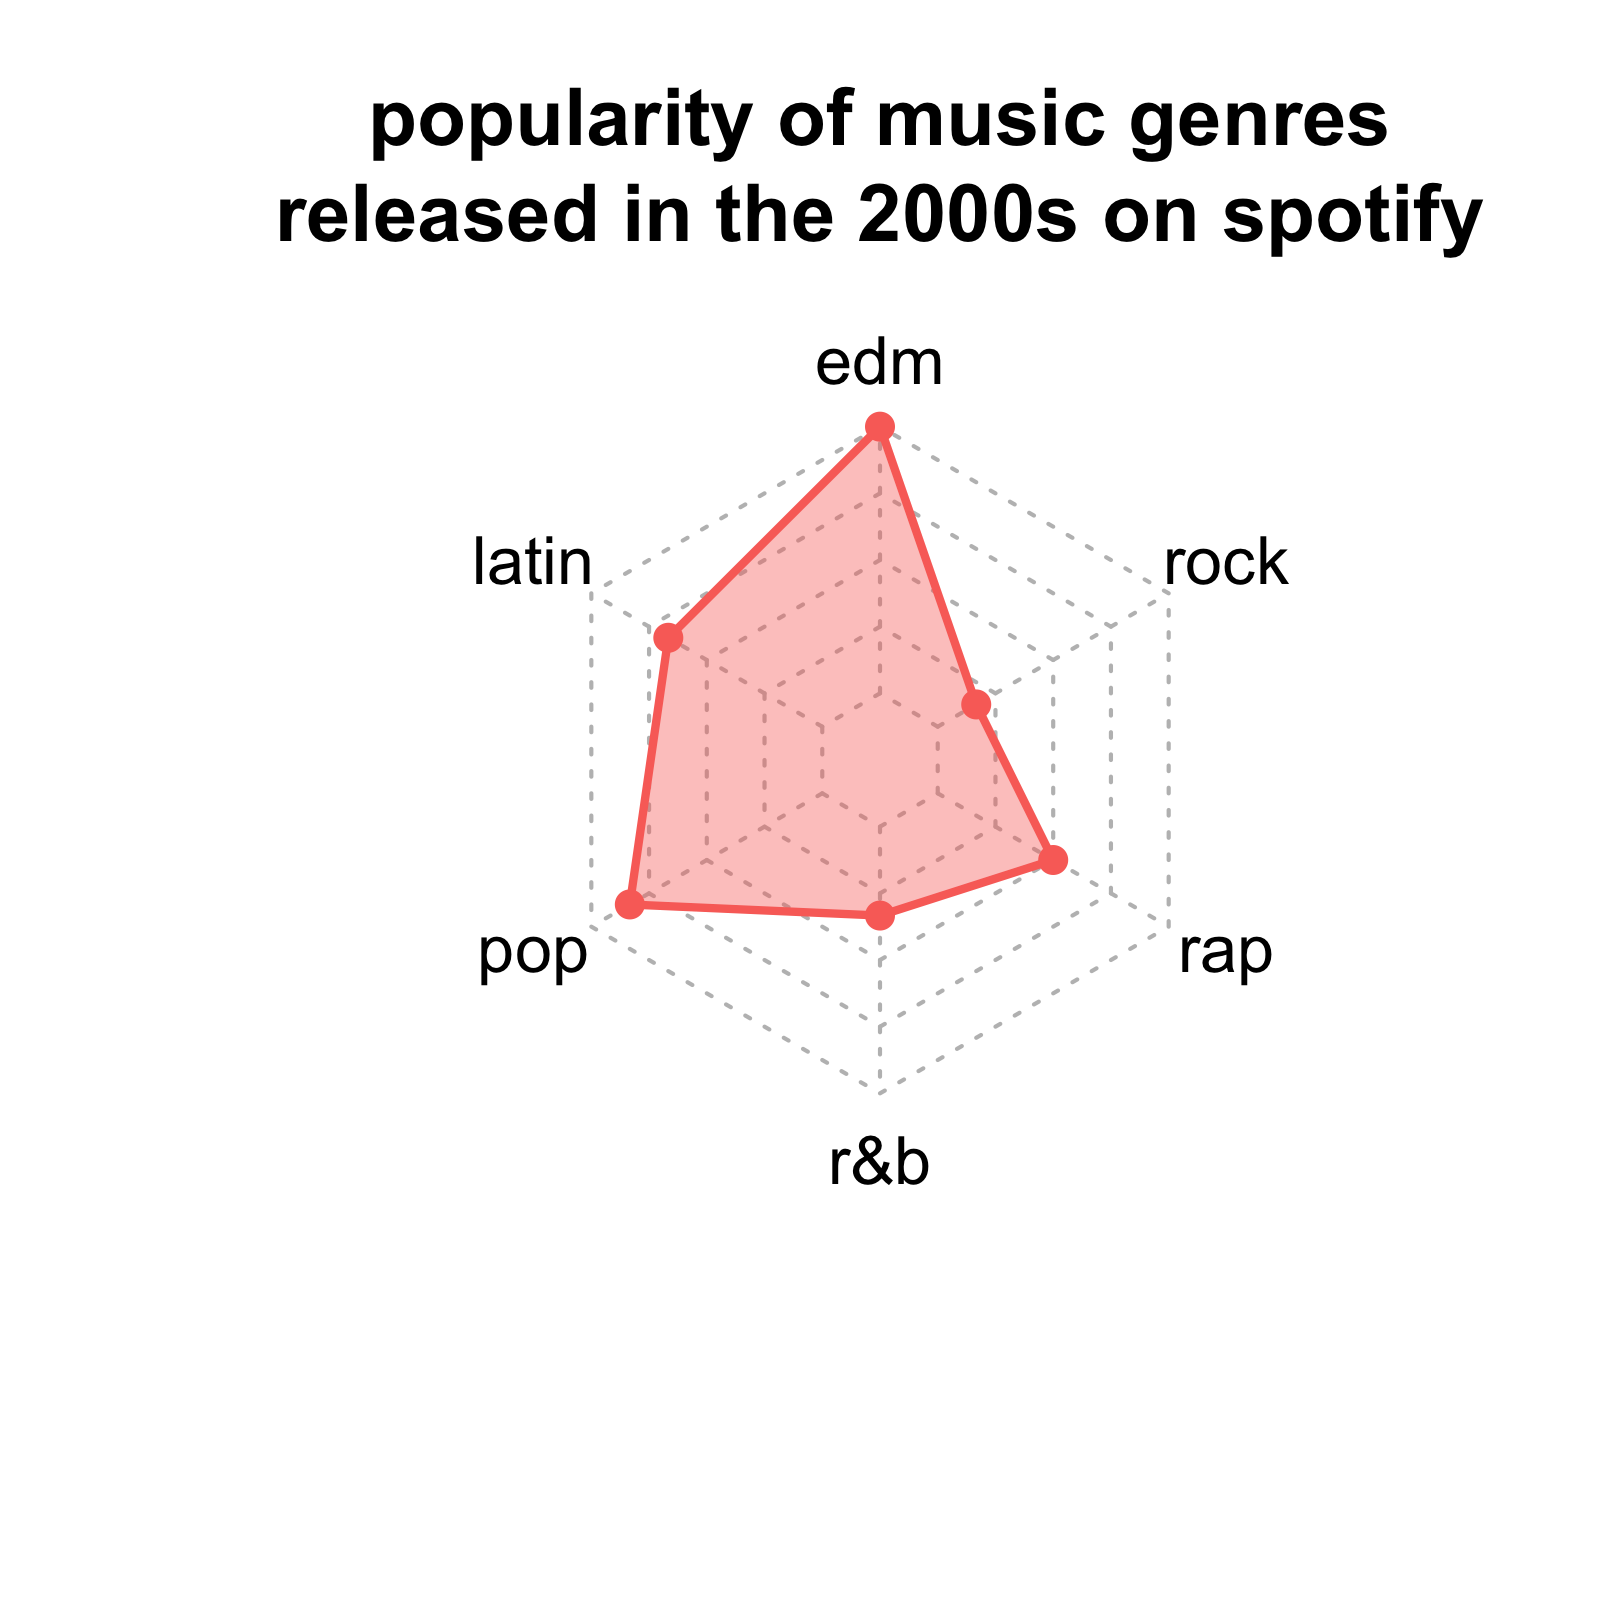 popularity of music genres
released in the 2000s on spotify
edm
latin
rock
pop
rap
r&b